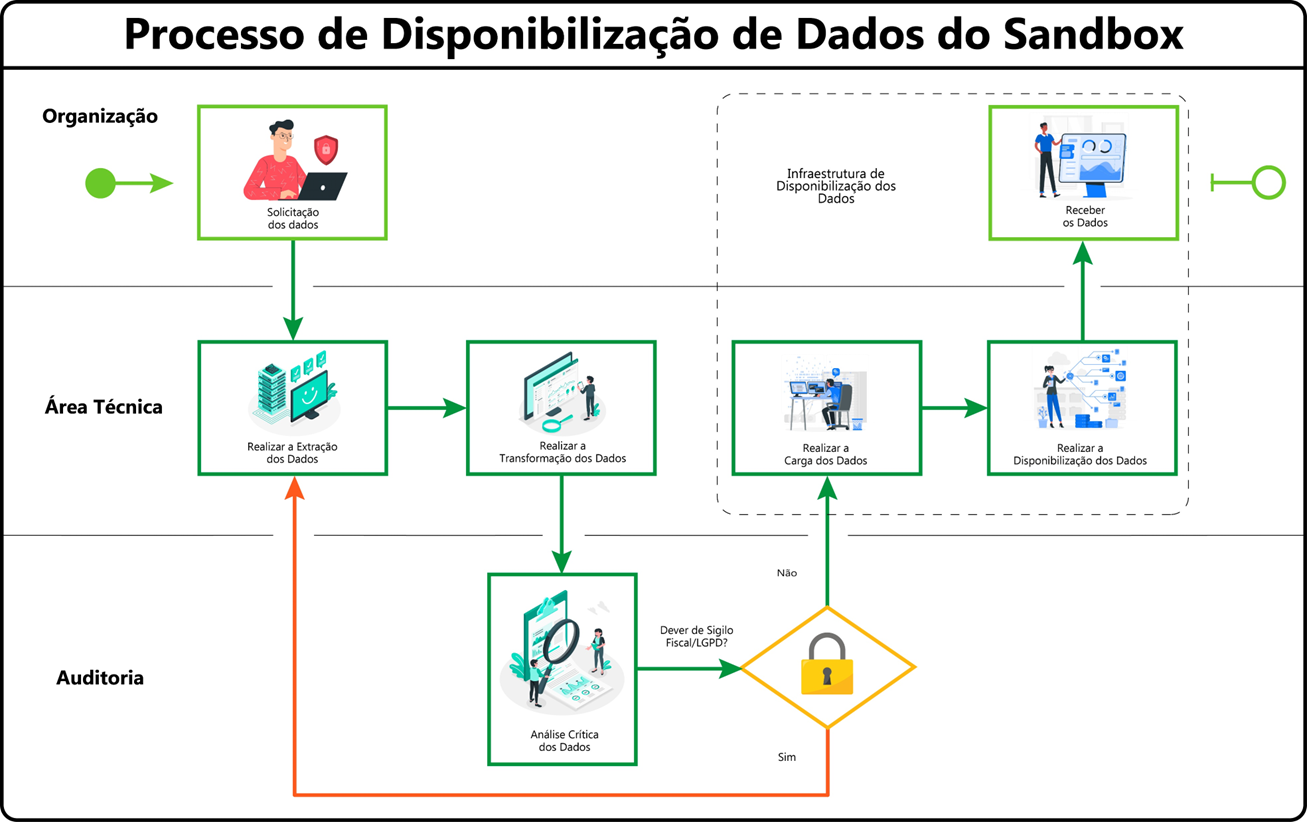 Processo de Disponibilização de Dados do Sandbox
Organização
Solicitação
dos dados
Infraestrutura de
Disponibilização dos
Dados
Receber
os Dados
Área Técnica
Realizar a Extração
dos Dados
Realizar a
Transformação dos Dados
Realizar a
Carga dos Dados
Realizar a
Disponibilização dos Dados
Auditoria
Análise Crítica
dos Dados
Dever de Sigilo
Fiscal/LGPD?
Não
Sim